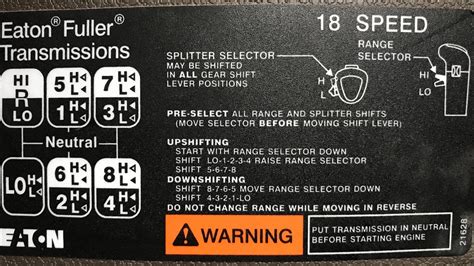 Eaton® Fuller®
Transmissions
18 SPEED
SPLITTER SELECTOR
MAY BE SHIFTED
IN ALL GEAR SHIFT
LEVER POSITIONS
H
L
RANGE
SELECTOR
HI
LO
HI
R
LO
5 H L
1 H L
7 H L
3 H L
Neutral
LO H L
6 H L
2 H L
8 H L
4 H L
PRE-SELECT ALL RANGE AND SPLITTER SHIFTS
(MOVE SELECTOR BEFORE MOVING SHIFT LEVER)
UPSHIFTING
START WITH RANGE SELECTOR DOWN
SHIFT LO-1-2-3-4 RAISE RANGE SELECTOR
SHIFT 5-6-7-8
DOWNSHIFTING
SHIFT 8-7-6-5 MOVE RANGE SELECTOR DOWN
SHIFT 4-3-2-1-LO
DO NOT CHANGE RANGE WHILE MOVING IN REVERSE
EATON
WARNING
PUT TRANSMISSION IN NEUTRAL
BEFORE STARTING ENGINE
21628